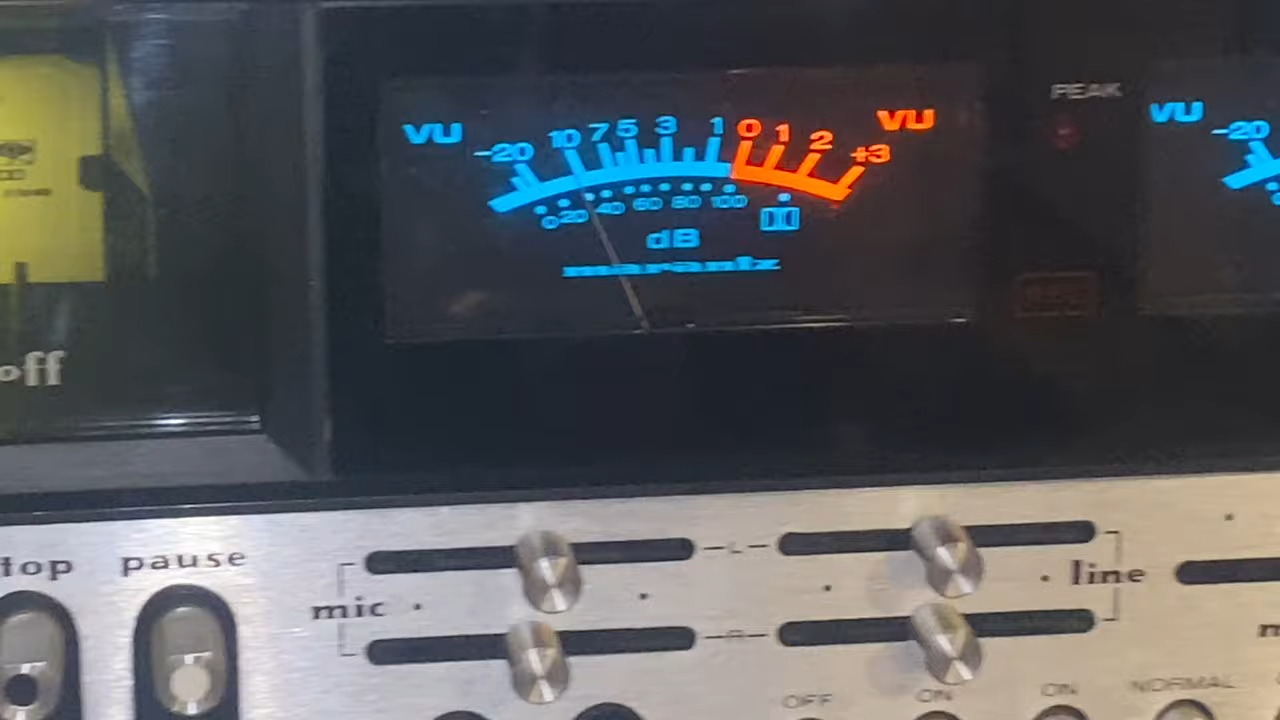 PEAK
VU -20 10 7 5 3 1 0 1 2 +3 VU
VU -20
0 20 40 60 80 100
dB
marantz
off
top pause
L
mic line
R
OFF ON ON NORMAL